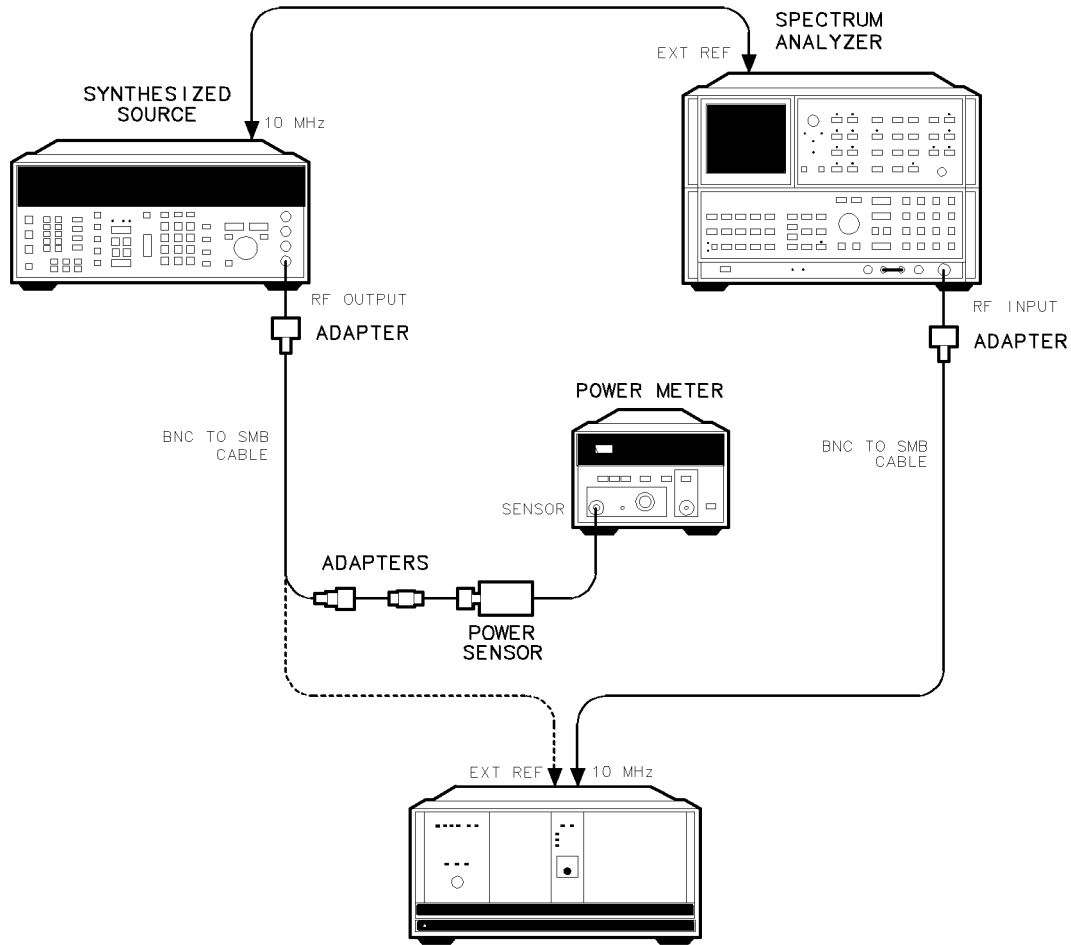 SPECTRUM
ANALYZER
EXT REF
SYNTHESIZED
SOURCE
10 MHz
RF OUTPUT
ADAPTER
RF INPUT
ADAPTER
POWER METER
BNC TO SMB
CABLE
BNC TO SMB
CABLE
SENSOR
ADAPTERS
POWER
SENSOR
EXT REF
10 MHz